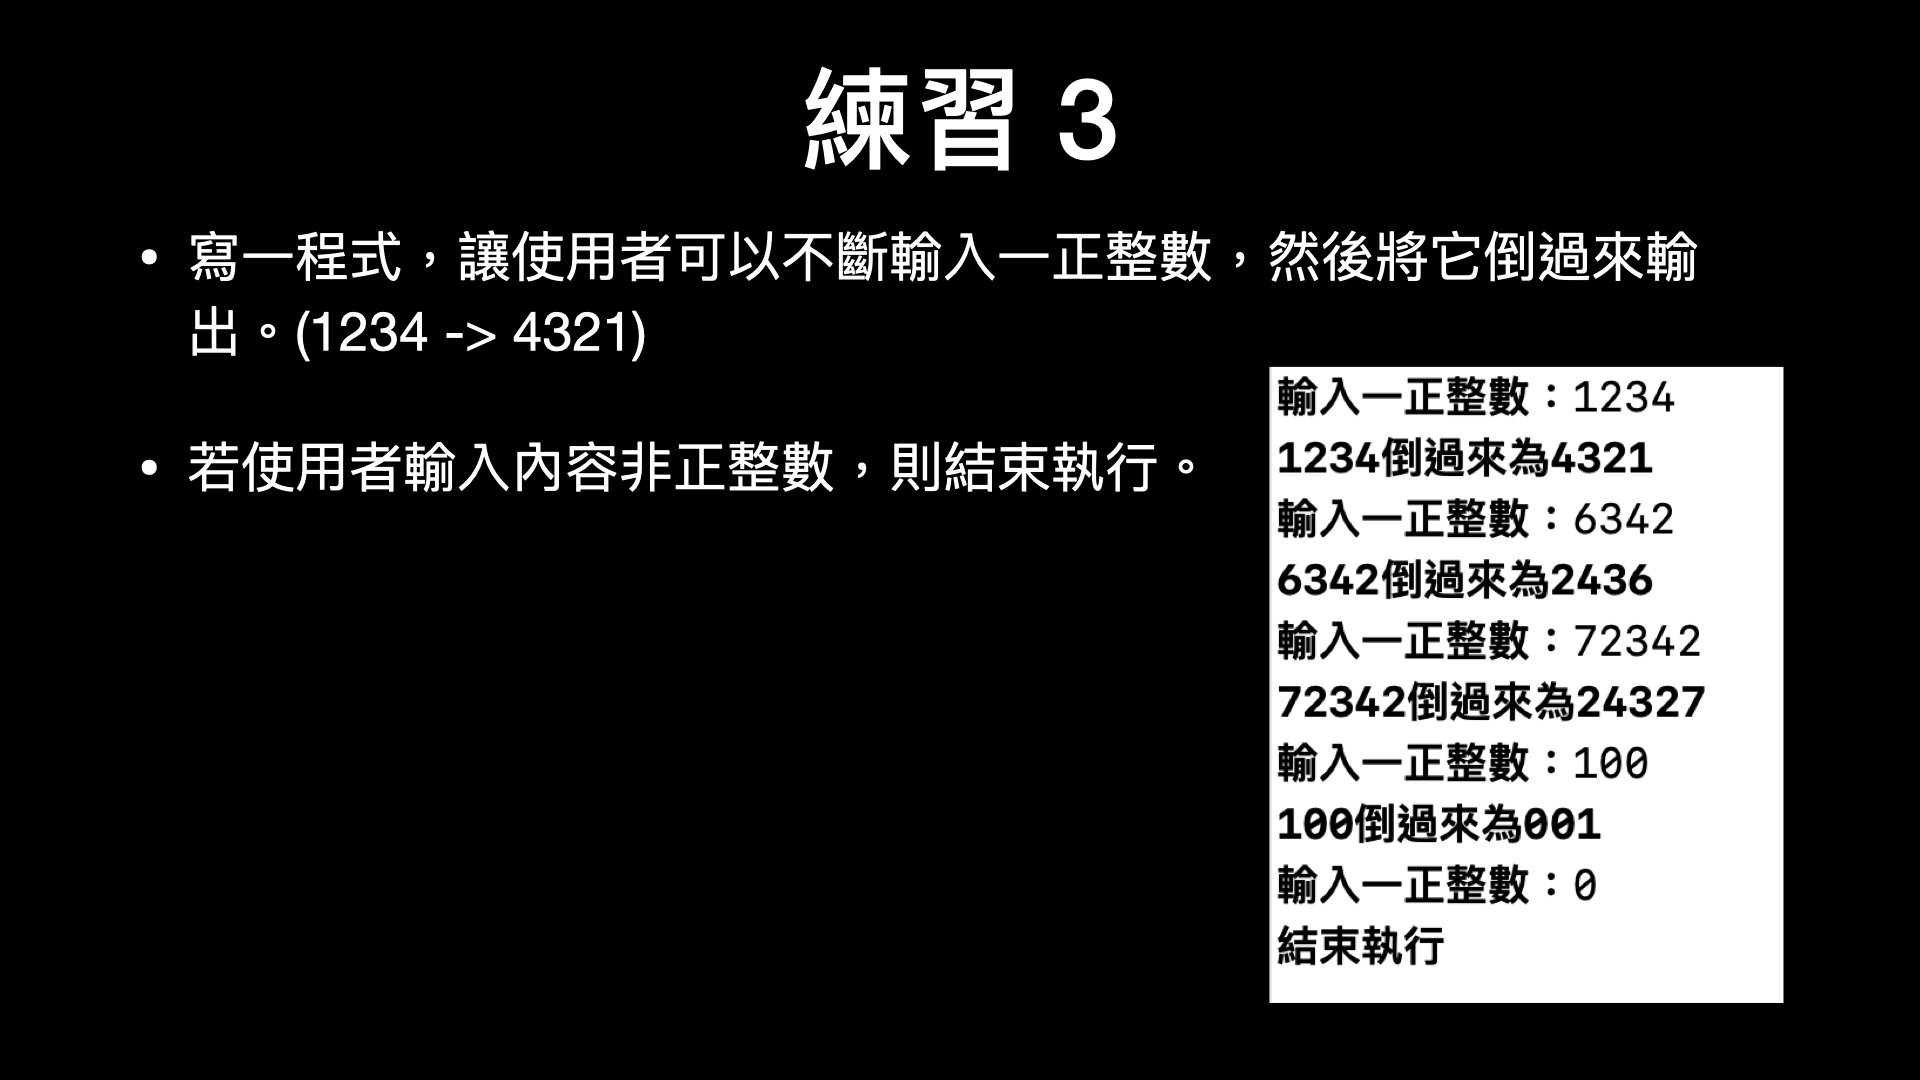 練習 3
• 寫一程式，讓使用者可以不斷輸入一正整數，然後將它倒過來輸
出。(1234 -> 4321)
• 若使用者輸入內容非正整數，則結束執行。
輸入一正整數：1234
1234倒過來為4321
輸入一正整數：6342
6342倒過來為2436
輸入一正整數：72342
72342倒過來為24327
輸入一正整數：100
100倒過來為001
輸入一正整數：0
結束執行